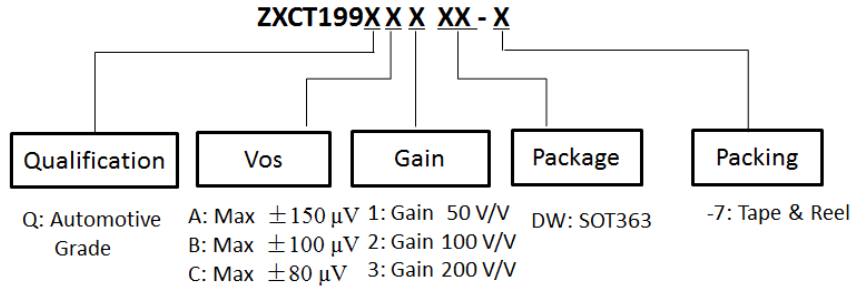 ZXCT199X X X XX - X
Qualification
Vos
Gain
Package
Packing
Q: Automotive
Grade
A: Max ±150 μV
B: Max ±100 μV
C: Max ±80 μV
1: Gain 50 V/V
2: Gain 100 V/V
3: Gain 200 V/V
DW: SOT363
-7: Tape & Reel